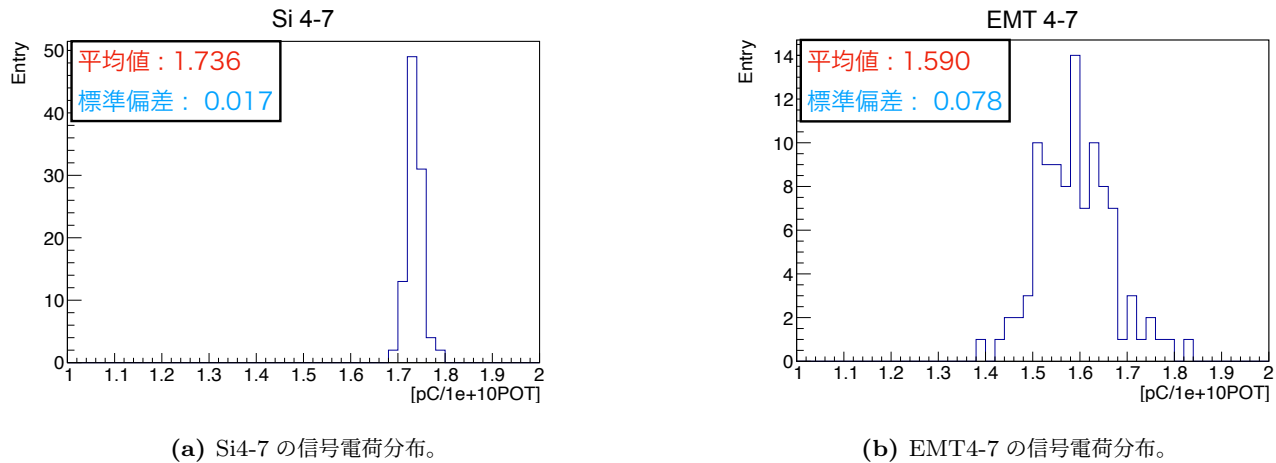 Si 4-7
Entry
50
40
30
20
10
0
平均値 : 1.736
標準偏差 : 0.017
1 1.1 1.2 1.3 1.4 1.5 1.6 1.7 1.8 1.9 2
[pC/1e+10POT]
(a) Si4-7 の信号電荷分布。
EMT 4-7
Entry
14
12
10
8
6
4
2
0
平均値 : 1.590
標準偏差 : 0.078
1 1.1 1.2 1.3 1.4 1.5 1.6 1.7 1.8 1.9 2
[pC/1e+10POT]
(b) EMT4-7 の信号電荷分布。